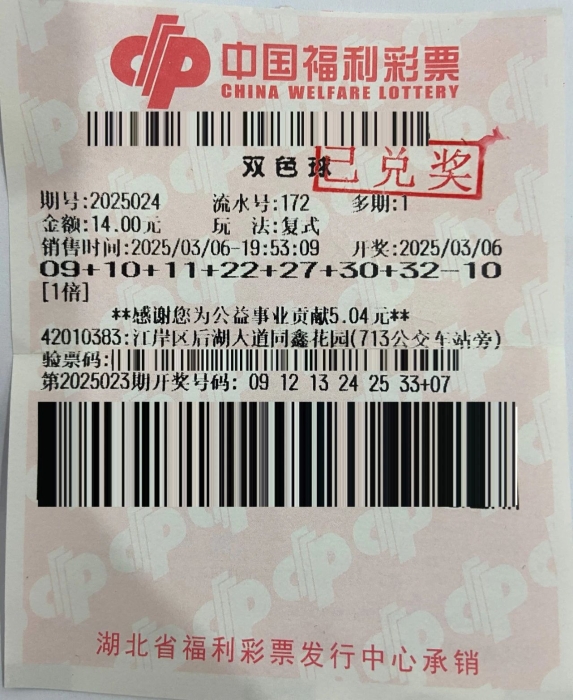 中国福利彩票
CHINA WELFARE LOTTERY
双色球
已兑奖
期号:2025024 流水号:172 多期:1
金额:14.00元 玩 法:复式
销售时间:2025/03/06-19:53:09 开奖:2025/03/06
09+10+11+22+27+30+32-10
[1倍]
**感谢您为公益事业贡献5.04元**
42010383:江岸区后湖大道同鑫花园(713公交车站旁)
验票码:
第2025023期开奖号码: 09 12 13 24 25 33+07
湖北省福利彩票发行中心承销